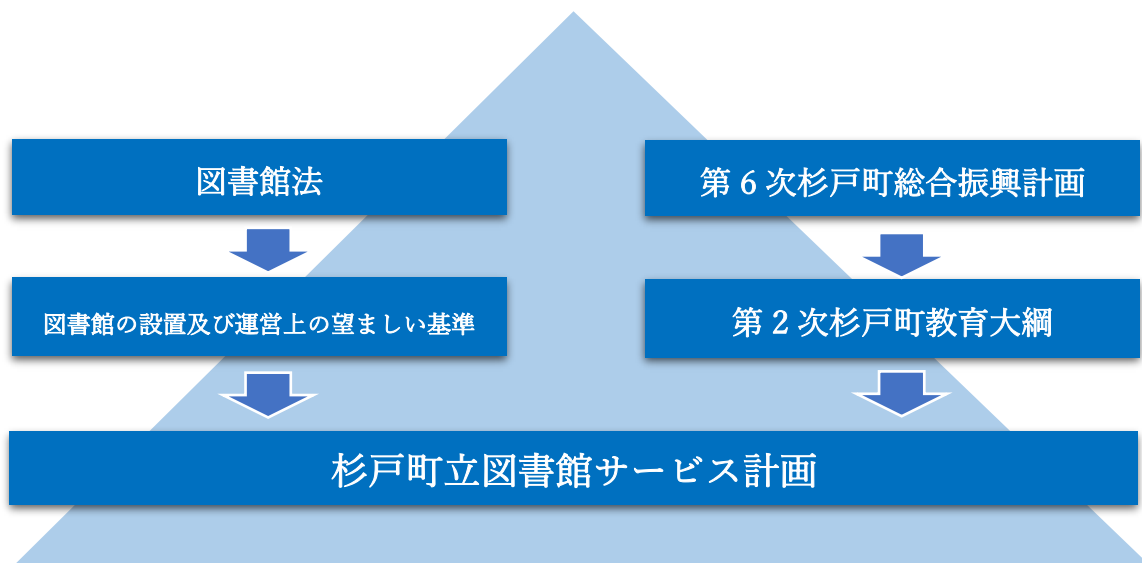 図書館法
第6次杉戸町総合振興計画
図書館の設置及び運営上の望ましい基準
第2次杉戸町教育大綱
杉戸町立図書館サービス計画